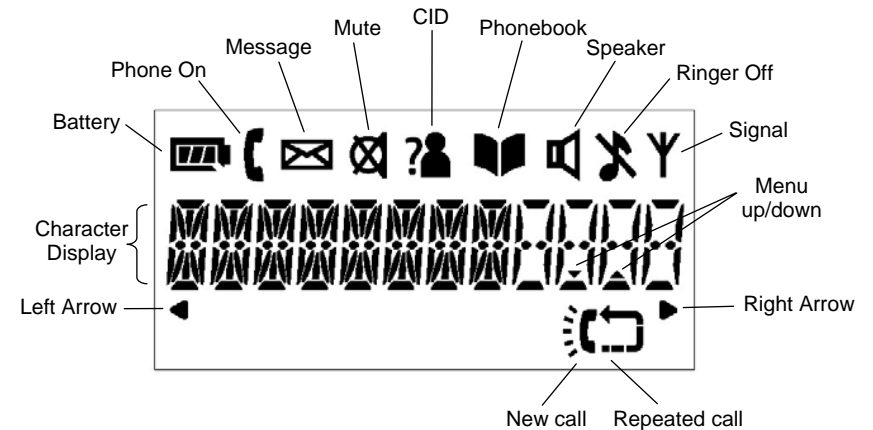 CID
Mute
Phonebook
Message
Speaker
Phone On
Ringer Off
Battery
Signal
Menu
up/down
Character
Display
Left Arrow
Right Arrow
New call
Repeated call
?